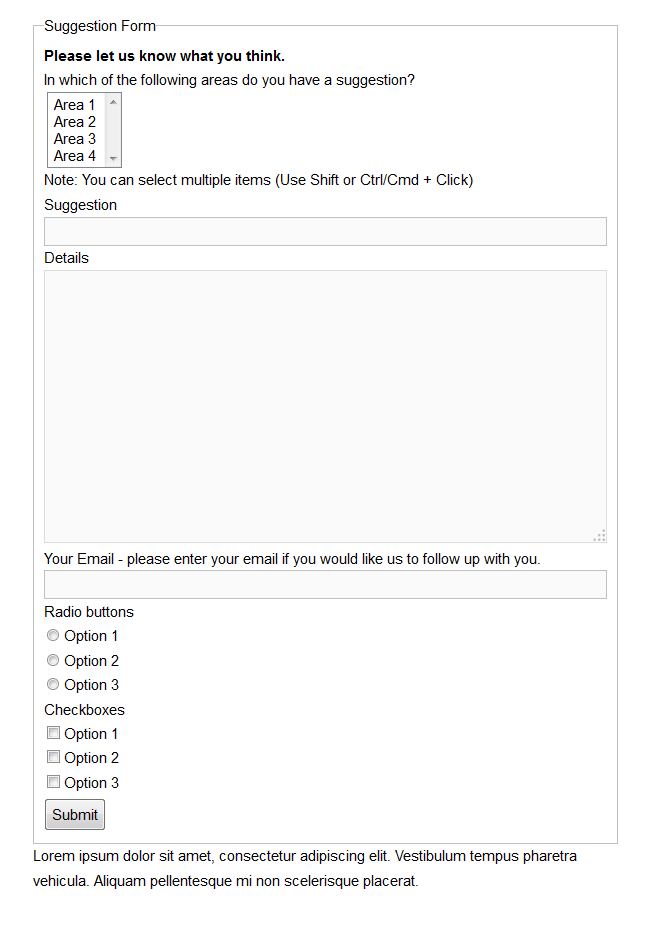 Suggestion Form
Please let us know what you think.
In which of the following areas do you have a suggestion?
Area 1
Area 2
Area 3
Area 4
Note: You can select multiple items (Use Shift or Ctrl/Cmd + Click)
Suggestion
Details
Your Email - please enter your email if you would like us to follow up with you.
Radio buttons
Option 1
Option 2
Option 3
Checkboxes
Option 1
Option 2
Option 3
Submit
Lorem ipsum dolor sit amet, consectetur adipiscing elit. Vestibulum tempus pharetra
vehicula. Aliquam pellentesque mi non scelerisque placerat.